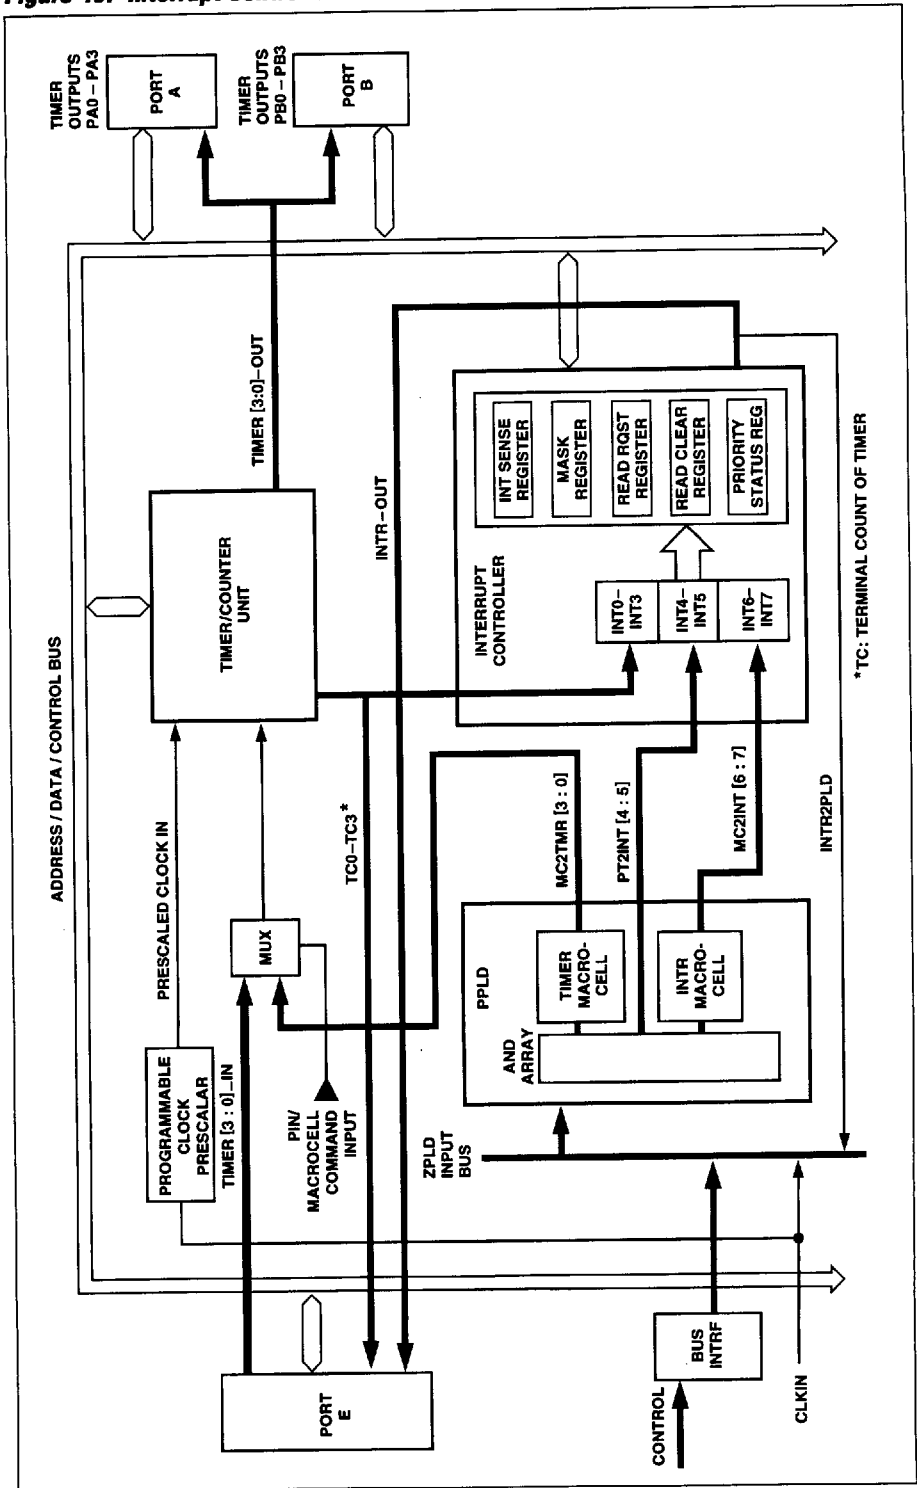 ADDRESS / DATA / CONTROL BUS
TIMER
OUTPUTS
PA0 – PA3
PORT
A
TIMER
OUTPUTS
PB0 – PB3
PORT
B
PROGRAMMABLE
CLOCK
PRESCALAR
PRESCALED CLOCK IN
TIMER [3 : 0]_IN
MUX
PIN/
MACROCELL
COMMAND
INPUT
TIMER/COUNTER
UNIT
TIMER [3:0]–OUT
PORT
E
TC0–TC3*
INTR–OUT
ZPLD
INPUT
BUS
PPLD
AND
ARRAY
TIMER
MACRO-
CELL
INTR
MACRO-
CELL
MC2TMR [3 : 0]
PT2INT [4 : 5]
MC2INT [6 : 7]
INTERRUPT
CONTROLLER
INT0–
INT3
INT4–
INT5
INT6–
INT7
INT SENSE
REGISTER
MASK
REGISTER
READ RQST
REGISTER
READ CLEAR
REGISTER
PRIORITY
STATUS REG
INTR2PLD
CONTROL
BUS
INTRF
CLKIN
*TC: TERMINAL COUNT OF TIMER